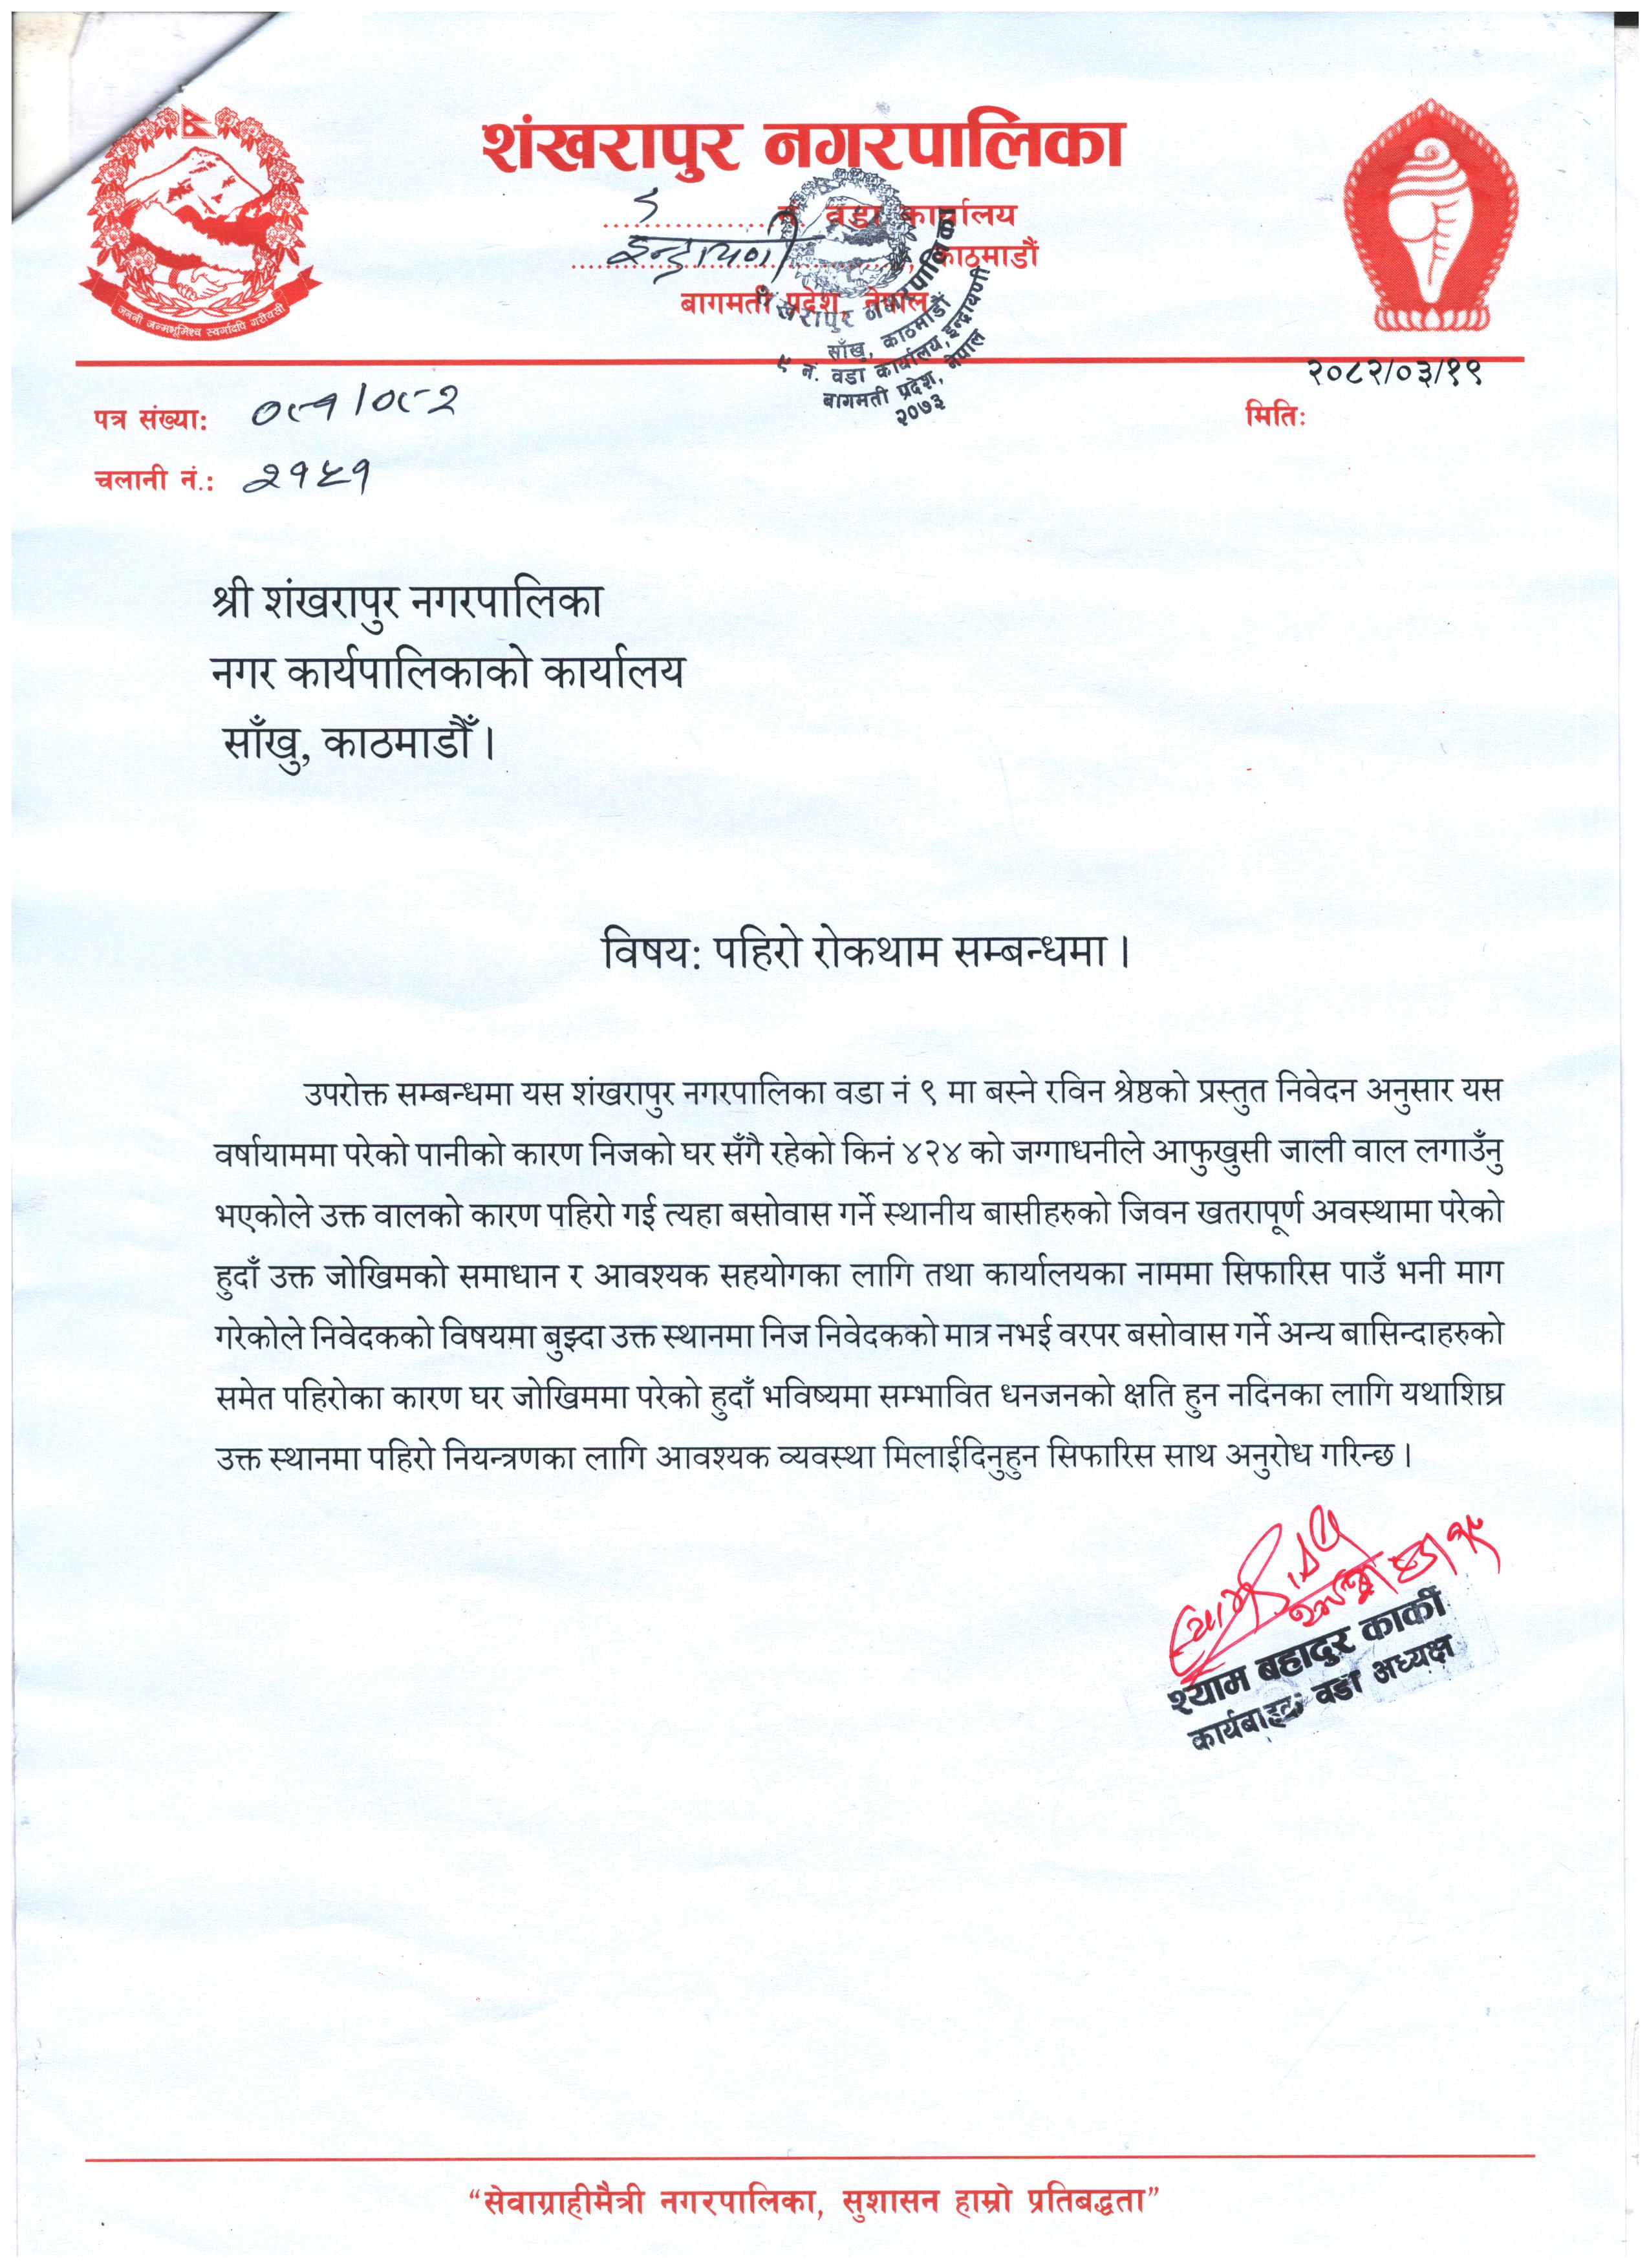 शंखरापुर नगरपालिका
९ नं. वडा कार्यालय
इन्द्रायणी, काठमाडौं
बागमती प्रदेश, नेपाल
जननी जन्मभूमिश्च स्वर्गादपि गरीयसी
शंखरापुर नगरपालिका
साँखु, काठमाडौं
९ नं. वडा कार्यालय, इन्द्रायणी
बागमती प्रदेश, नेपाल
२०७३
२०८२/०३/१९
पत्र संख्या: ०८१/०८२
मितिः
चलानी नं.: २१५१
श्री शंखरापुर नगरपालिका
नगर कार्यपालिकाको कार्यालय
साँखु, काठमाडौँ।
विषय: पहिरो रोकथाम सम्बन्धमा।
उपरोक्त सम्बन्धमा यस शंखरापुर नगरपालिका वडा नं ९ मा बस्ने रविन श्रेष्ठको प्रस्तुत निवेदन अनुसार यस
वर्षायाममा परेको पानीको कारण निजको घर सँगै रहेको किनं ४२४ को जग्गाधनीले आफुखुसी जाली वाल लगाउँनु
भएकोले उक्त वालको कारण पहिरो गई त्यहा बसोवास गर्ने स्थानीय बासीहरुको जिवन खतरापूर्ण अवस्थामा परेको
हुदाँ उक्त जोखिमको समाधान र आवश्यक सहयोगका लागि तथा कार्यालयका नाममा सिफारिस पाउँ भनी माग
गरेकोले निवेदकको विषयमा बुझ्दा उक्त स्थानमा निज निवेदकको मात्र नभई वरपर बसोवास गर्ने अन्य बासिन्दाहरुको
समेत पहिरोका कारण घर जोखिममा परेको हुदाँ भविष्यमा सम्भावित धनजनको क्षति हुन नदिनका लागि यथाशिघ्र
उक्त स्थानमा पहिरो नियन्त्रणका लागि आवश्यक व्यवस्था मिलाईदिनुहुन सिफारिस साथ अनुरोध गरिन्छ।
श्याम बहादुर कार्की
कार्यबाहक वडा अध्यक्ष
“सेवाग्राहीमैत्री नगरपालिका, सुशासन हाम्रो प्रतिबद्धता”